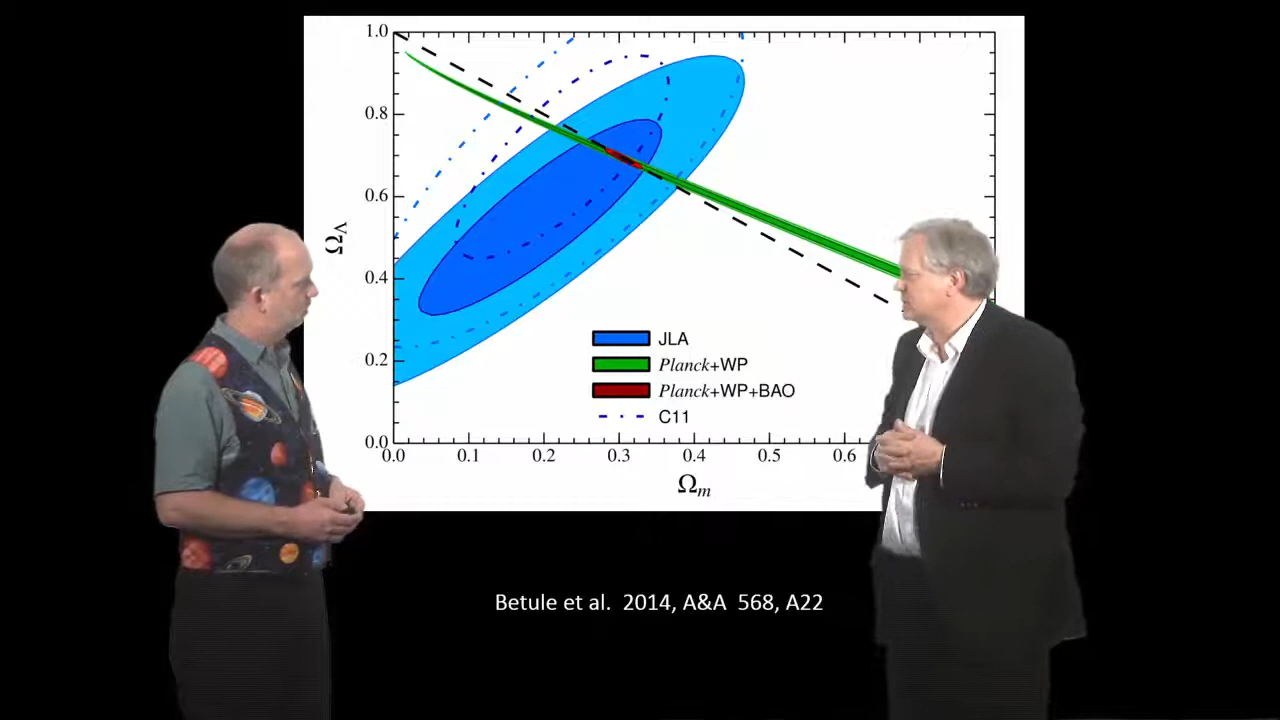 1.0
0.8
0.6
0.4
0.2
0.0
Ω_Λ
JLA
Planck+WP
Planck+WP+BAO
C11
0.0 0.1 0.2 0.3 0.4 0.5 0.6
Ω_m
Betule et al. 2014, A&A 568, A22